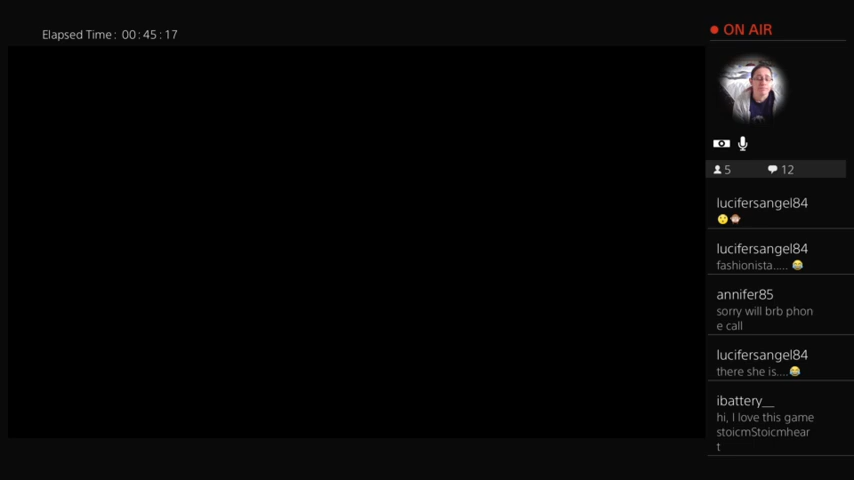 Elapsed Time: 00:45:17
ON AIR
5 12
lucifersangel84
lucifersangel84
fashionista..... 😂
annifer85
sorry will brb phon
e call
lucifersangel84
there she is....😂
ibattery__
hi, I love this game
stoicmStoicmhear
t